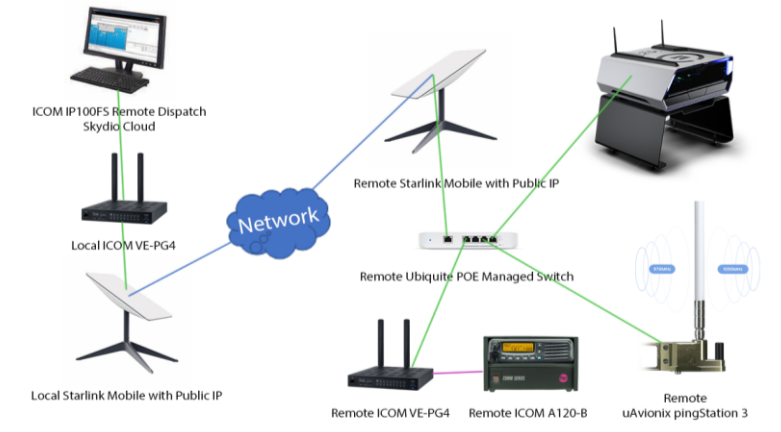 ICOM IP100FS Remote Dispatch
Skydio Cloud
Local ICOM VE-PG4
Local Starlink Mobile with Public IP
Network
Remote Starlink Mobile with Public IP
Remote Ubiquite POE Managed Switch
Remote ICOM VE-PG4
Remote ICOM A120-B
Remote
uAvionix pingStation 3